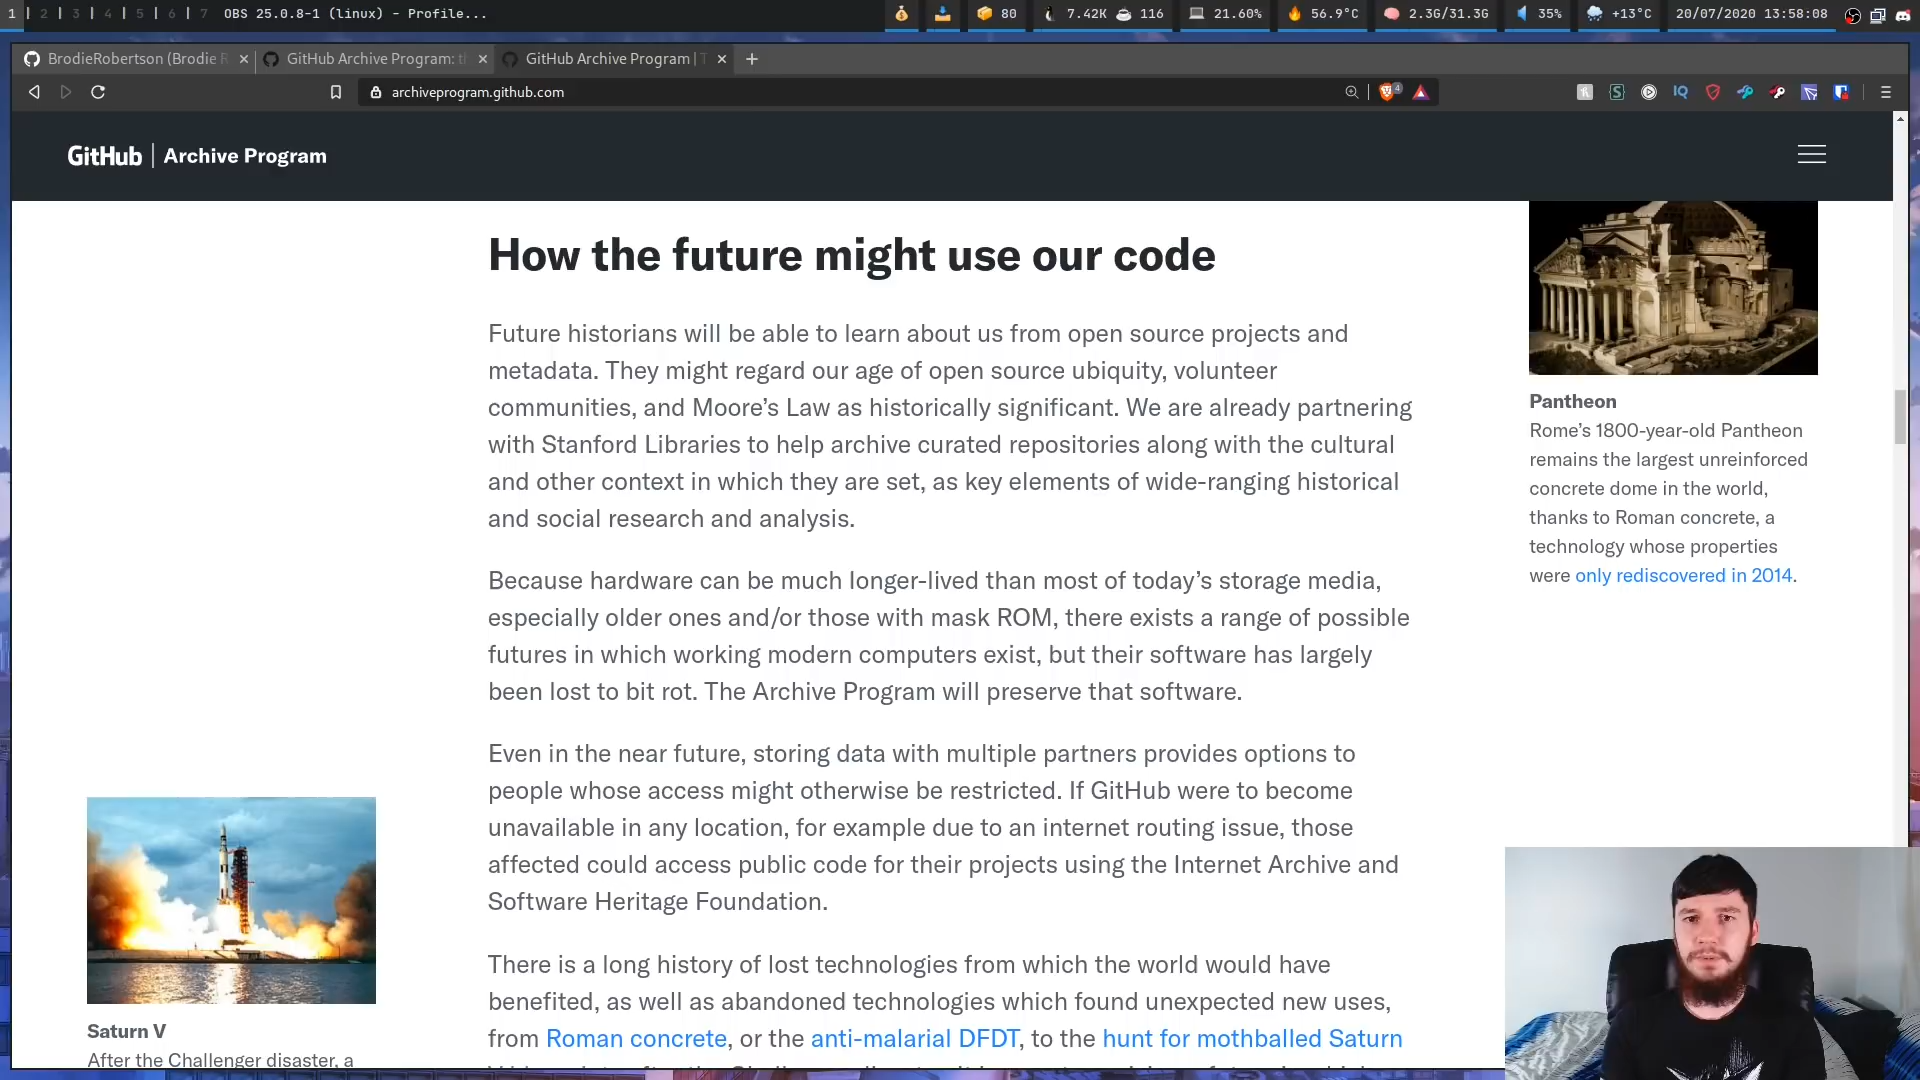 1 | 2 | 3 | 4 | 5 | 6 | 7 OBS 25.0.8-1 (linux) - Profile... 80 7.42K 116 21.60% 56.9°C 2.3G/31.3G 35% +13°C 20/07/2020 13:58:08
BrodieRobertson (Brodie R GitHub Archive Program: t GitHub Archive Program | T
archiveprogram.github.com
GitHub | Archive Program
How the future might use our code
Future historians will be able to learn about us from open source projects and
metadata. They might regard our age of open source ubiquity, volunteer
communities, and Moore's Law as historically significant. We are already partnering
with Stanford Libraries to help archive curated repositories along with the cultural
and other context in which they are set, as key elements of wide-ranging historical
and social research and analysis.
Because hardware can be much longer-lived than most of today's storage media,
especially older ones and/or those with mask ROM, there exists a range of possible
futures in which working modern computers exist, but their software has largely
been lost to bit rot. The Archive Program will preserve that software.
Even in the near future, storing data with multiple partners provides options to
people whose access might otherwise be restricted. If GitHub were to become
unavailable in any location, for example due to an internet routing issue, those
affected could access public code for their projects using the Internet Archive and
Software Heritage Foundation.
There is a long history of lost technologies from which the world would have
benefited, as well as abandoned technologies which found unexpected new uses,
from Roman concrete, or the anti-malarial DFDT, to the hunt for mothballed Saturn
Pantheon
Rome's 1800-year-old Pantheon
remains the largest unreinforced
concrete dome in the world,
thanks to Roman concrete, a
technology whose properties
were only rediscovered in 2014.
Saturn V
After the Challenger disaster, a